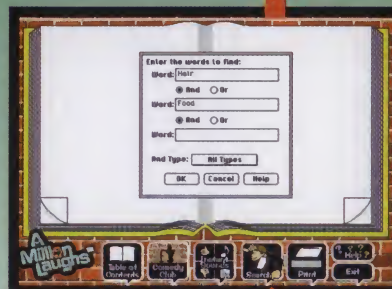 Enter the words to find:
Word: Hair
And Or
Word: Food
And Or
Word:
And Type: All Types
OK Cancel Help
A Million Laughs™
Table of Contents
Comedy Club
Search
Print
Help?
Exit